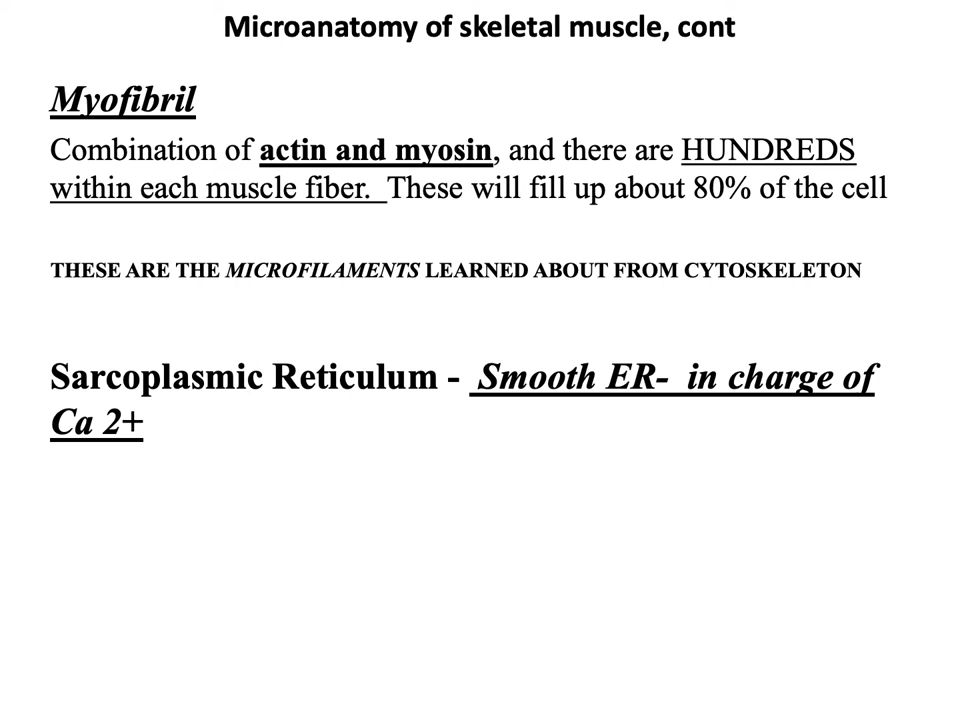 Microanatomy of skeletal muscle, cont
Myofibril
Combination of actin and myosin, and there are HUNDREDS
within each muscle fiber. These will fill up about 80% of the cell
THESE ARE THE MICROFILAMENTS LEARNED ABOUT FROM CYTOSKELETON
Sarcoplasmic Reticulum - Smooth ER- in charge of
Ca 2+